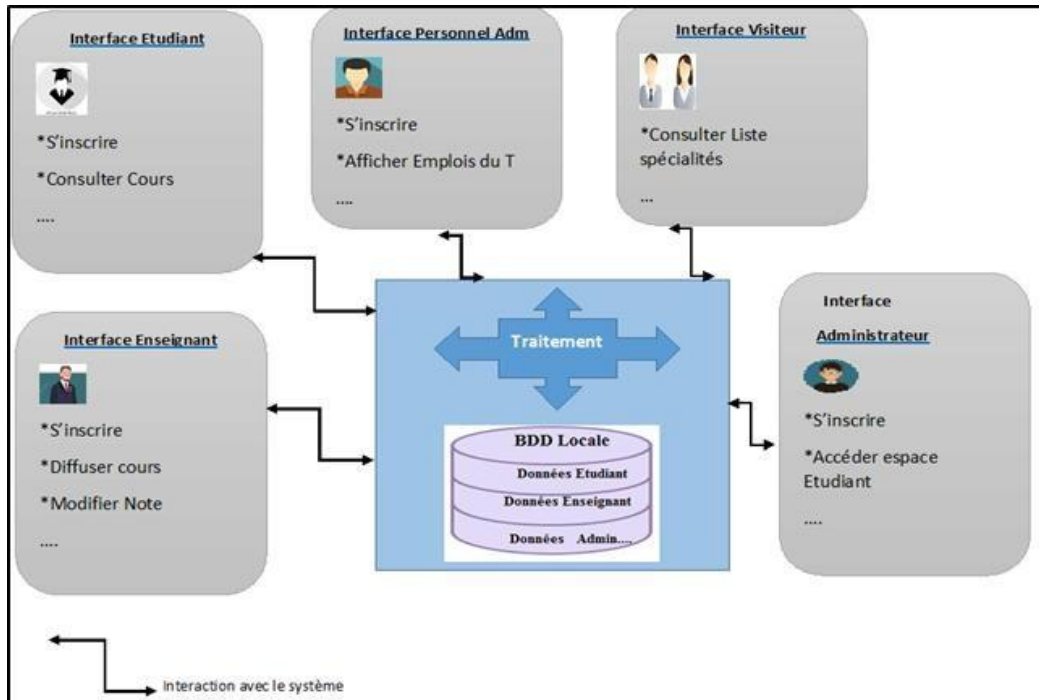 Interface Etudiant
*S'inscrire
*Consulter Cours
....
Interface Personnel Adm
*S'inscrire
*Afficher Emplois du T
....
Interface Visiteur
*Consulter Liste
spécialités
...
Interface Enseignant
*S'inscrire
*Diffuser cours
*Modifier Note
....
Traitement
BDD Locale
Données Etudiant
Données Enseignant
Données Admin....
Interface
Administrateur
*S'inscrire
*Accéder espace
Etudiant
....
Interaction avec le système